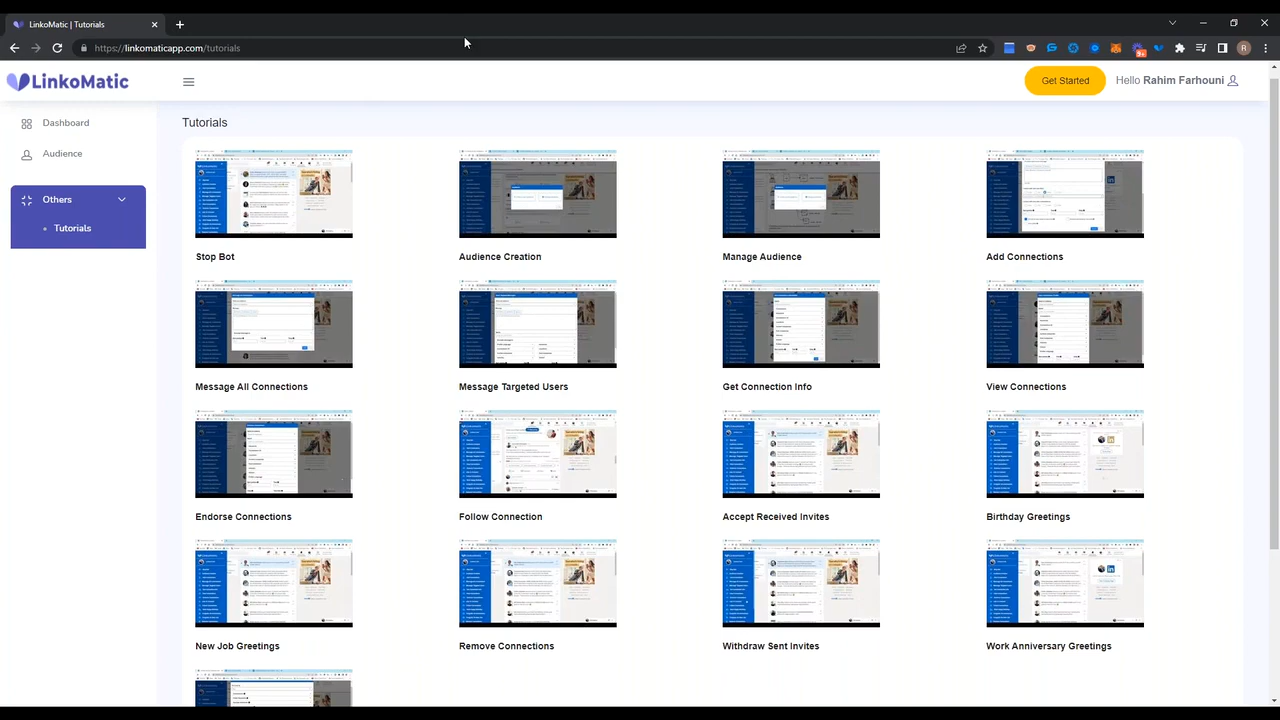 LinkoMatic | Tutorials
https://linkomaticapp.com/tutorials
9+
R
LinkoMatic
Get Started
Hello Rahim Farhouni
Dashboard
Audience
hers
Tutorials
Tutorials
Stop Bot
Audience Creation
Manage Audience
Add Connections
Message All Connections
Message Targeted Users
Get Connection Info
View Connections
Endorse Connections
Follow Connection
Accept Received Invites
Birthday Greetings
New Job Greetings
Remove Connections
Withdraw Sent Invites
Work Anniversary Greetings